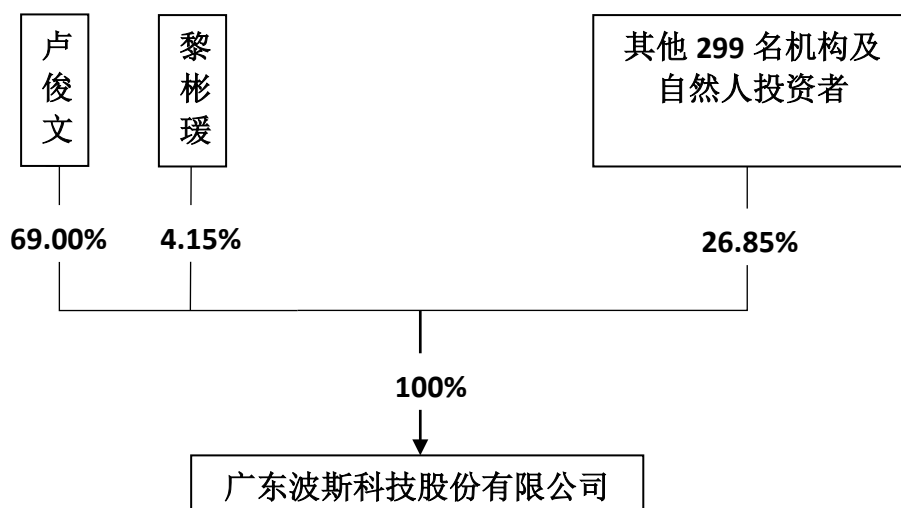 卢俊文
黎彬瑗
其他 299 名机构及
自然人投资者
69.00%
4.15%
26.85%
100%
广东波斯科技股份有限公司